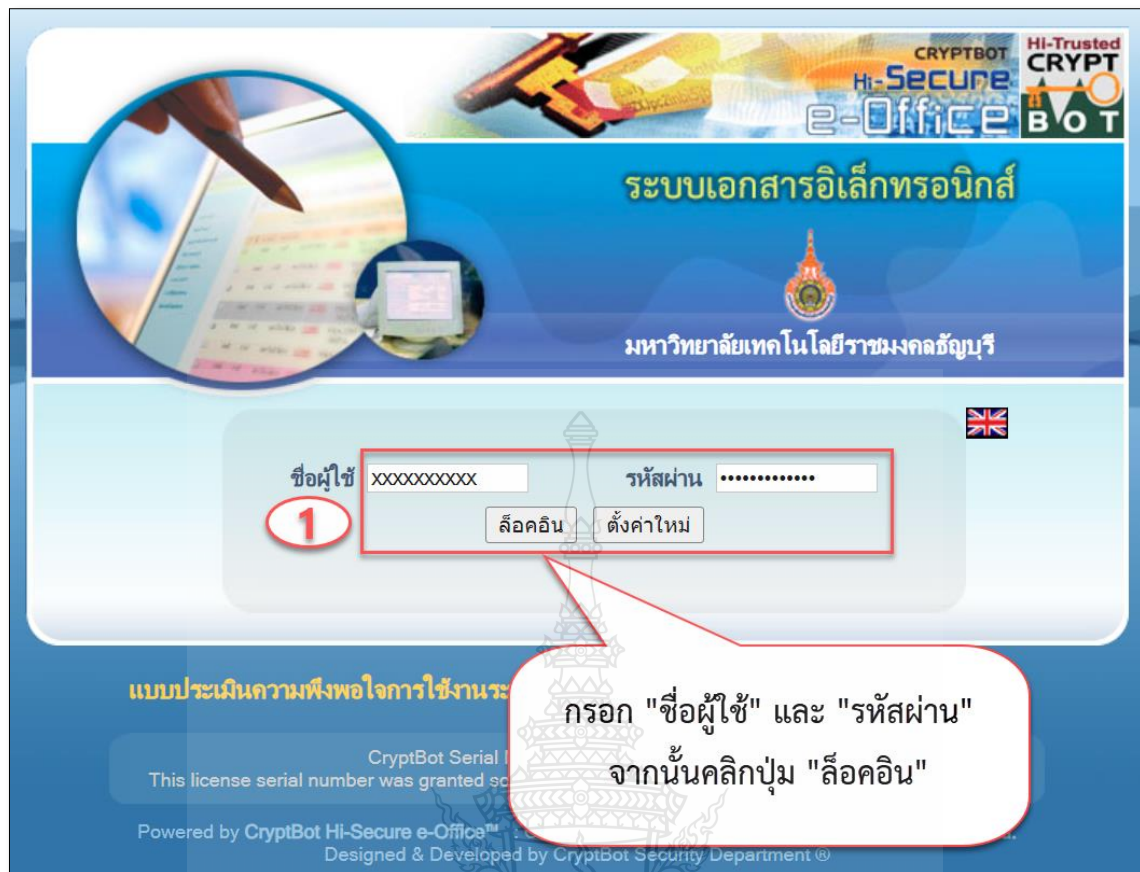 CRYPTBOT
Hi-Secure
e-Office
Hi-Trusted
CRYPT
BOT
ระบบเอกสารอิเล็กทรอนิกส์
มหาวิทยาลัยเทคโนโลยีราชมงคลธัญบุรี
ชื่อผู้ใช้ xxxxxxxxxx รหัสผ่าน •••••••••••••
1
ล็อคอิน ตั้งค่าใหม่
กรอก "ชื่อผู้ใช้" และ "รหัสผ่าน"
จากนั้นคลิกปุ่ม "ล็อคอิน"
แบบประเมินความพึงพอใจการใช้งานระ
CryptBot Serial
This license serial number was granted
Powered by CryptBot Hi-Secure e-Office™ :
Designed & Developed by CryptBot Security Department ®